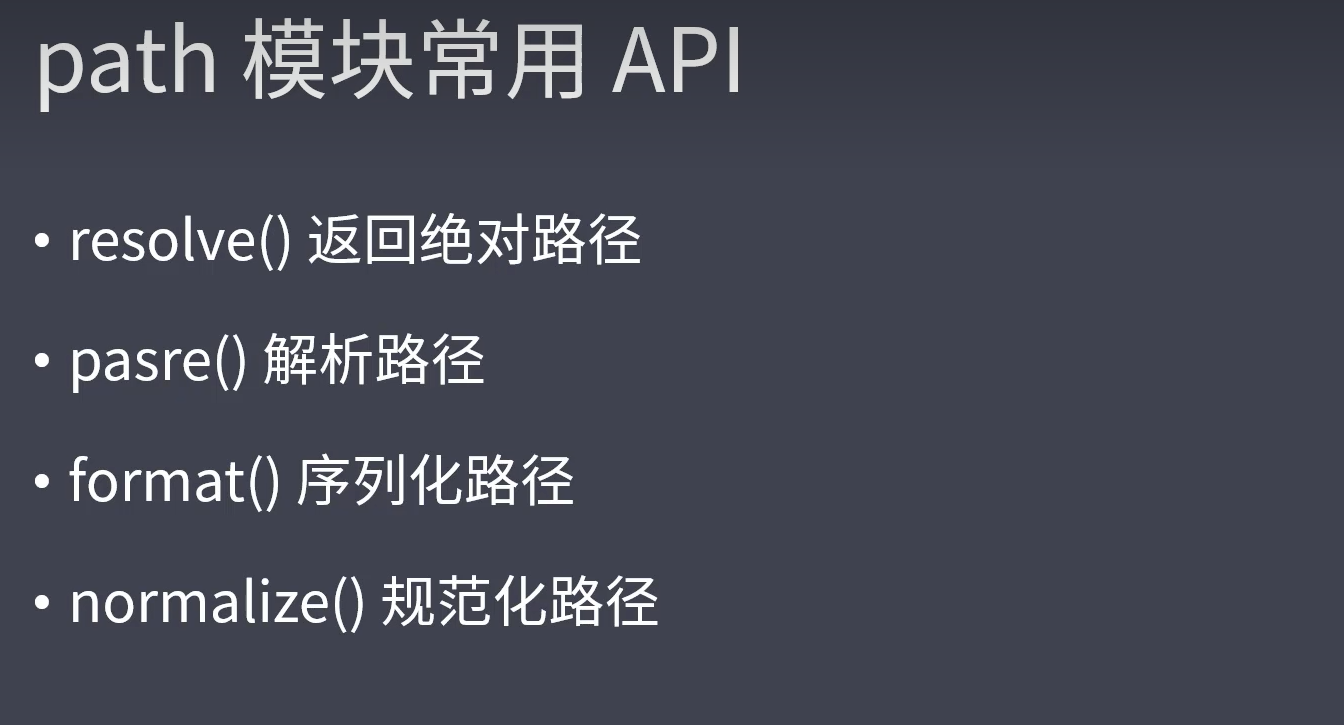 path 模块常用 API
• resolve() 返回绝对路径
• pasre() 解析路径
• format() 序列化路径
• normalize() 规范化路径